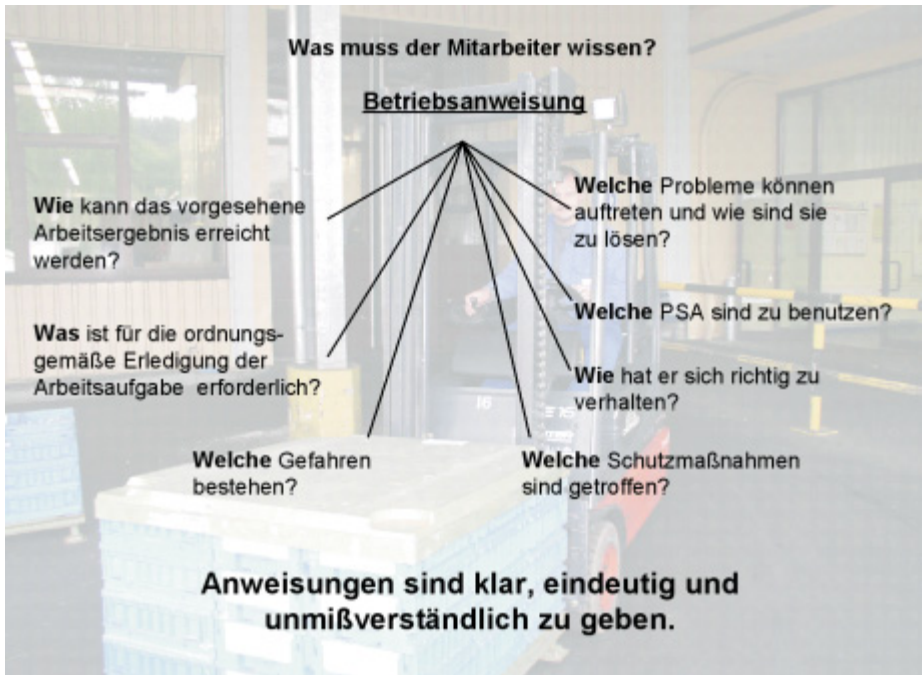 Was muss der Mitarbeiter wissen?
Betriebsanweisung
Wie kann das vorgesehene
Arbeitsergebnis erreicht
werden?
Was ist für die ordnungs-
gemäße Erledigung der
Arbeitsaufgabe erforderlich?
Welche Gefahren
bestehen?
Welche Schutzmaßnahmen
sind getroffen?
Wie hat er sich richtig zu
verhalten?
Welche PSA sind zu benutzen?
Welche Probleme können
auftreten und wie sind sie
zu lösen?
16
E 16
Anweisungen sind klar, eindeutig und
unmißverständlich zu geben.